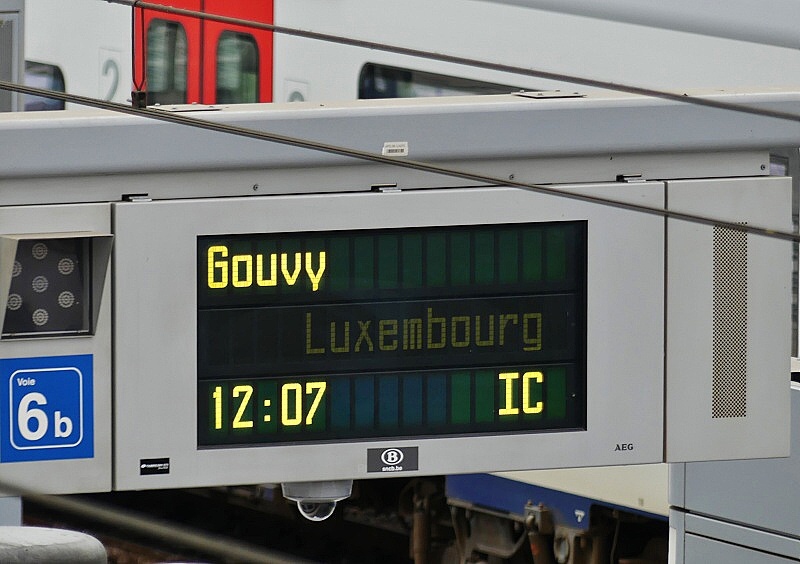 2
Gouvy
Luxembourg
12:07 IC
Voie
6b
B
sncb.be
AEG